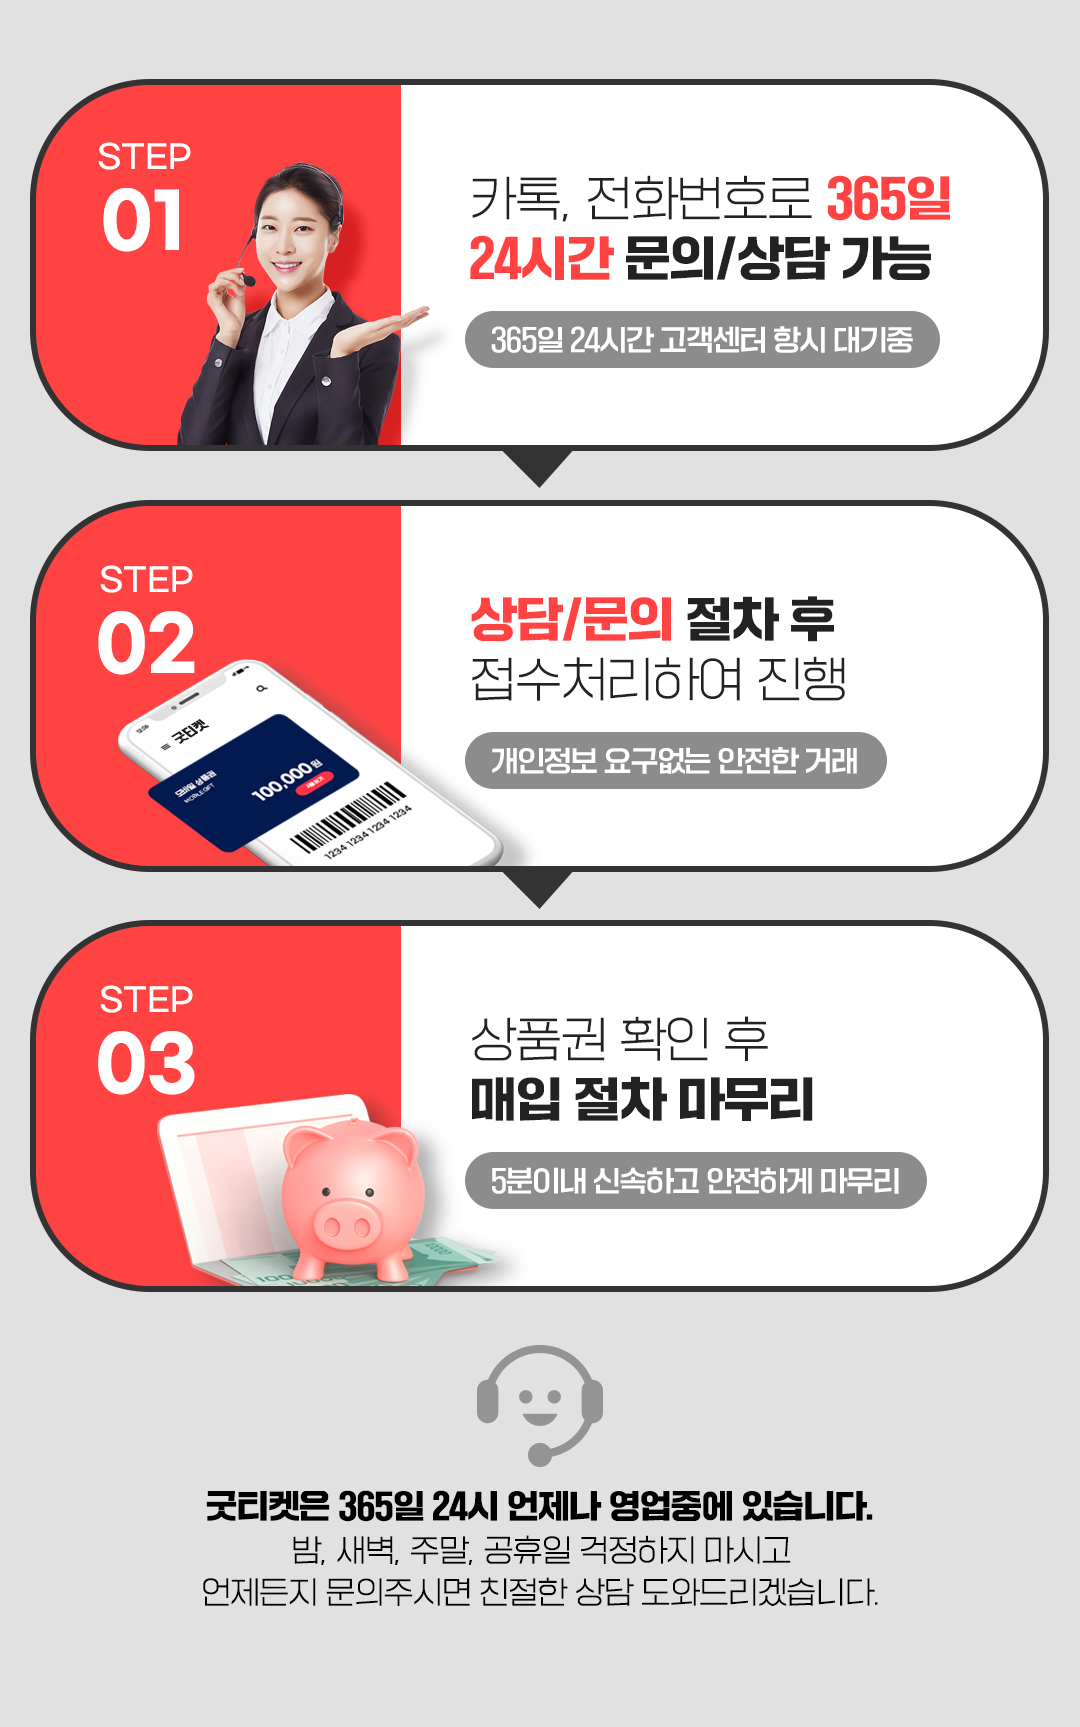 STEP
01
카톡, 전화번호로 365일
24시간 문의/상담 가능
365일 24시간 고객센터 항시 대기중
STEP
02
상담/문의 절차 후
접수처리하여 진행
개인정보 요구없는 안전한 거래
굿티켓
모바일 상품권
MOBILE GIFT
100,000 원
1234 1234 1234 1234
STEP
03
상품권 확인 후
매입 절차 마무리
5분이내 신속하고 안전하게 마무리
굿티켓은 365일 24시 언제나 영업중에 있습니다.
밤, 새벽, 주말, 공휴일 걱정하지 마시고
언제든지 문의주시면 친절한 상담 도와드리겠습니다.